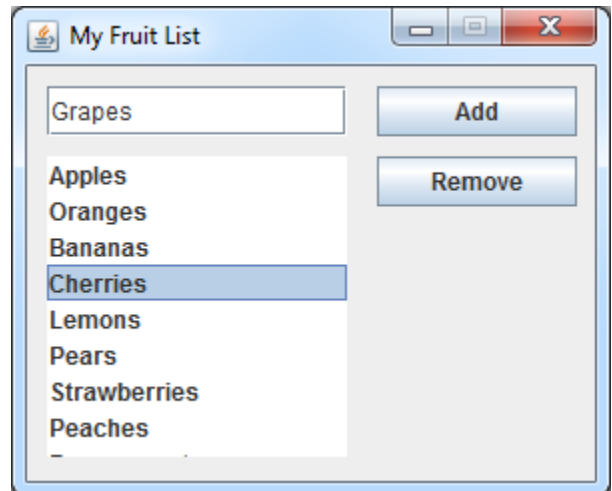 My Fruit List
Grapes
Add
Apples
Remove
Oranges
Bananas
Cherries
Lemons
Pears
Strawberries
Peaches